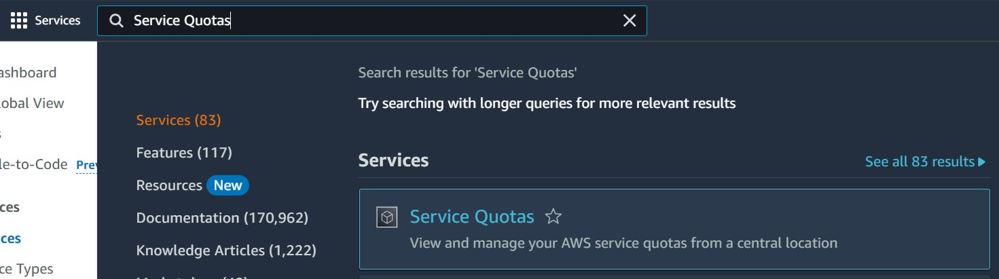 Services
Service Quotas
ashboard
obal View
le-to-Code Prev
ces
ces
ce Types
Services (83)
Features (117)
Resources New
Documentation (170,962)
Knowledge Articles (1,222)
Search results for 'Service Quotas'
Try searching with longer queries for more relevant results
Services
See all 83 results
Service Quotas
View and manage your AWS service quotas from a central location